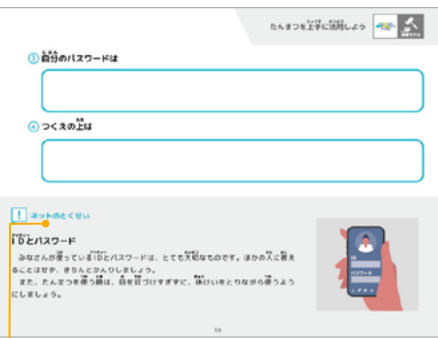 たんまつを上手に活用しよう
③自分のパスワードは
④つくえの上は
! ネットのとくせい
IDとパスワード
みなさんが使っているIDとパスワードは、とても大切なものです。ほかの人に教え
ることはせず、きちんとかんりしましょう。
また、たんまつを使う時は、目を近づけすぎずに、休けいをとりながら使うよう
にしましょう。
ID
パスワード